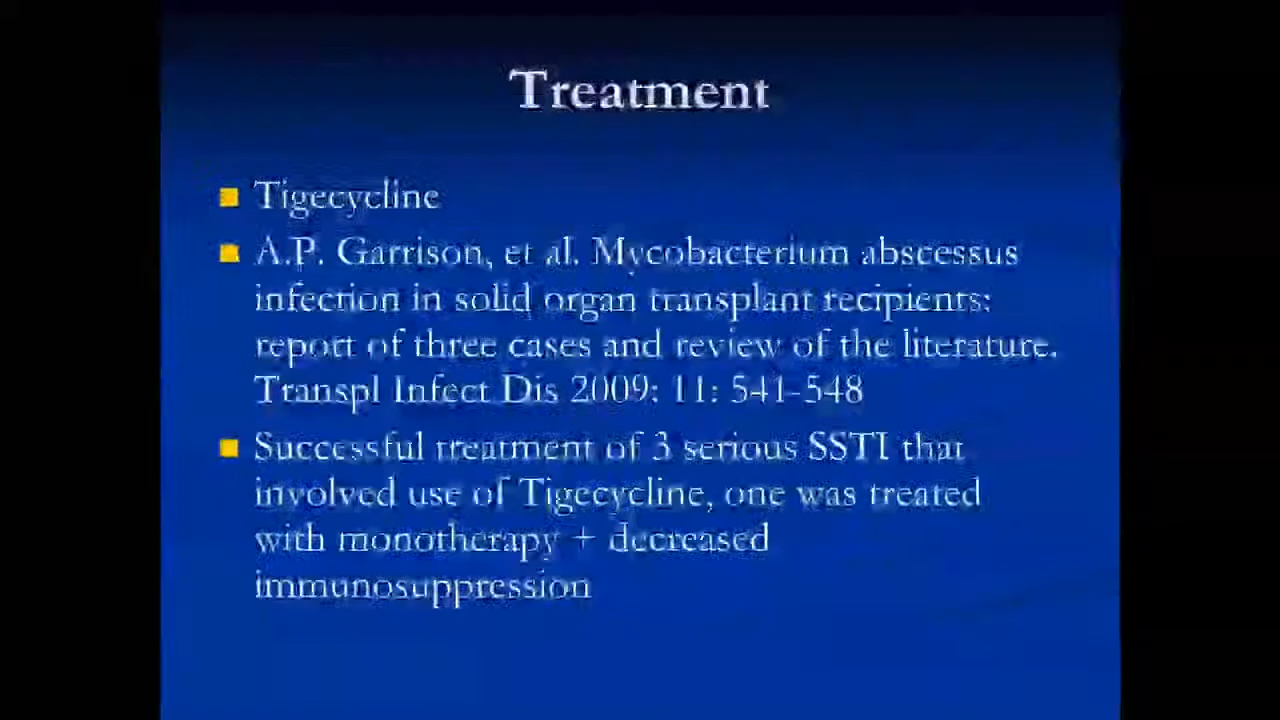 Treatment
Tigecycline
A.P. Garrison, et al. Mycobacterium abscessus
infection in solid organ transplant recipients:
report of three cases and review of the literature.
Transpl Infect Dis 2009: 11: 541-548
Successful treatment of 3 serious SSTI that
involved use of Tigecycline, one was treated
with monotherapy + decreased
immunosuppression